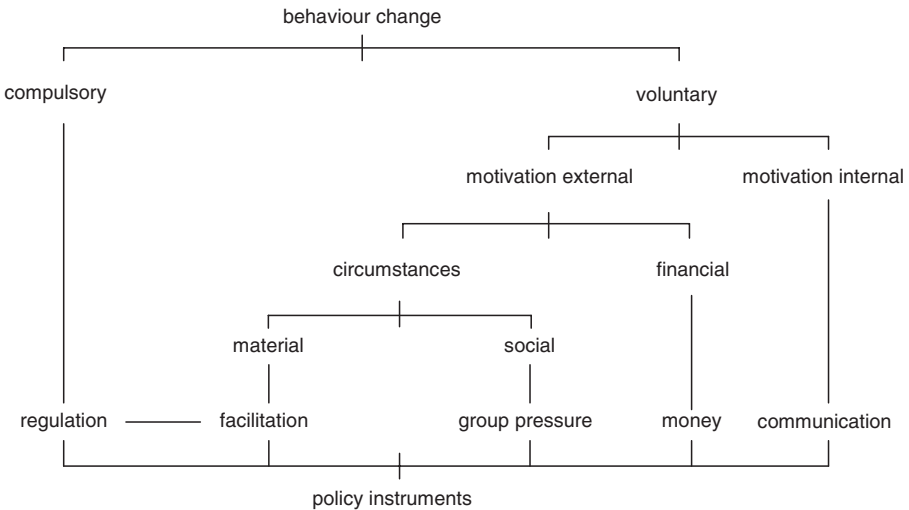 behaviour change
compulsory
voluntary
motivation external
motivation internal
circumstances
financial
material
social
regulation
facilitation
group pressure
money
communication
policy instruments